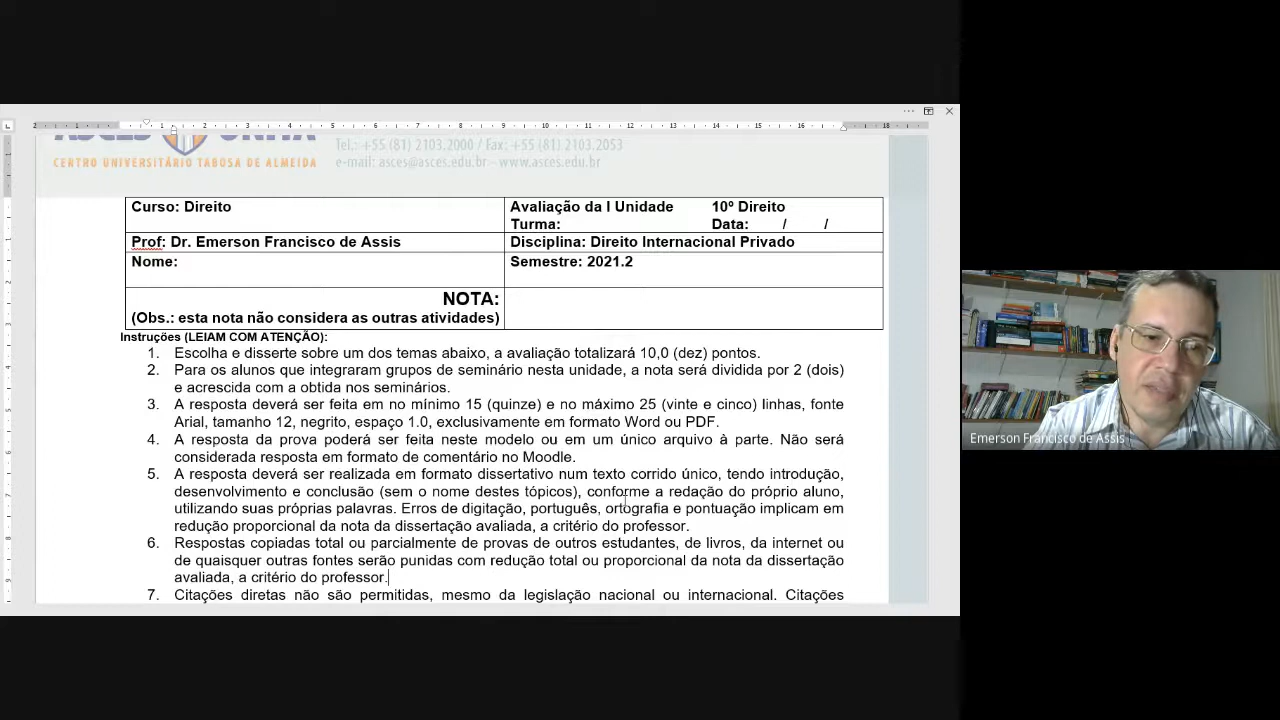 Tel.: +55 (81) 2103.2000 / Fax: +55 (81) 2103.2053
CENTRO UNIVERSITÁRIO TABOSA DE ALMEIDA
e-mail: asces@asces.edu.br - www.asces.edu.br
Curso: Direito
Avaliação da I Unidade 10º Direito
Turma: Data: / /
Prof: Dr. Emerson Francisco de Assis
Disciplina: Direito Internacional Privado
Nome:
Semestre: 2021.2
NOTA:
(Obs.: esta nota não considera as outras atividades)
Instruções (LEIAM COM ATENÇÃO):
1. Escolha e disserte sobre um dos temas abaixo, a avaliação totalizará 10,0 (dez) pontos.
2. Para os alunos que integraram grupos de seminário nesta unidade, a nota será dividida por 2 (dois)
e acrescida com a obtida nos seminários.
3. A resposta deverá ser feita em no mínimo 15 (quinze) e no máximo 25 (vinte e cinco) linhas, fonte
Arial, tamanho 12, negrito, espaço 1.0, exclusivamente em formato Word ou PDF.
4. A resposta da prova poderá ser feita neste modelo ou em um único arquivo à parte. Não será
considerada resposta em formato de comentário no Moodle.
5. A resposta deverá ser realizada em formato dissertativo num texto corrido único, tendo introdução,
desenvolvimento e conclusão (sem o nome destes tópicos), conforme a redação do próprio aluno,
utilizando suas próprias palavras. Erros de digitação, português, ortografia e pontuação implicam em
redução proporcional da nota da dissertação avaliada, a critério do professor.
6. Respostas copiadas total ou parcialmente de provas de outros estudantes, de livros, da internet ou
de quaisquer outras fontes serão punidas com redução total ou proporcional da nota da dissertação
avaliada, a critério do professor.
7. Citações diretas não são permitidas, mesmo da legislação nacional ou internacional. Citações
Emerson Francisco de Assis